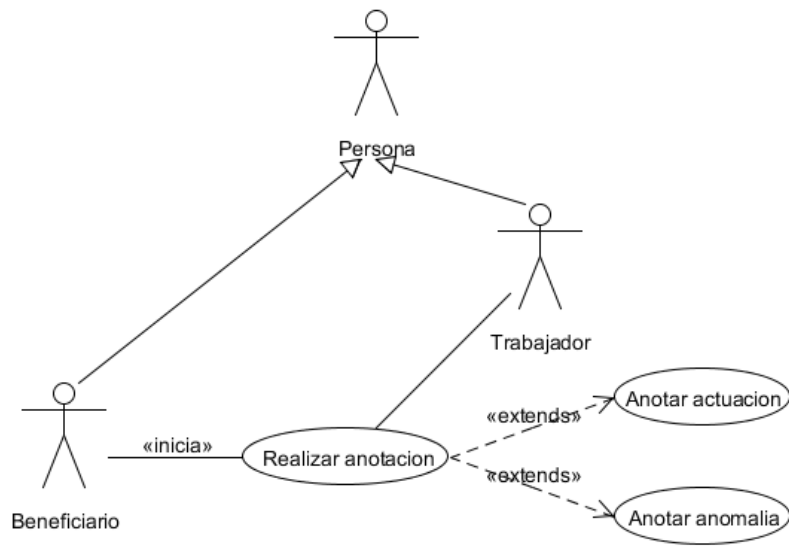 Persona
Trabajador
Anotar actuacion
«extends»
«inicia»
Realizar anotacion
«extends»
Beneficiario
Anotar anomalia